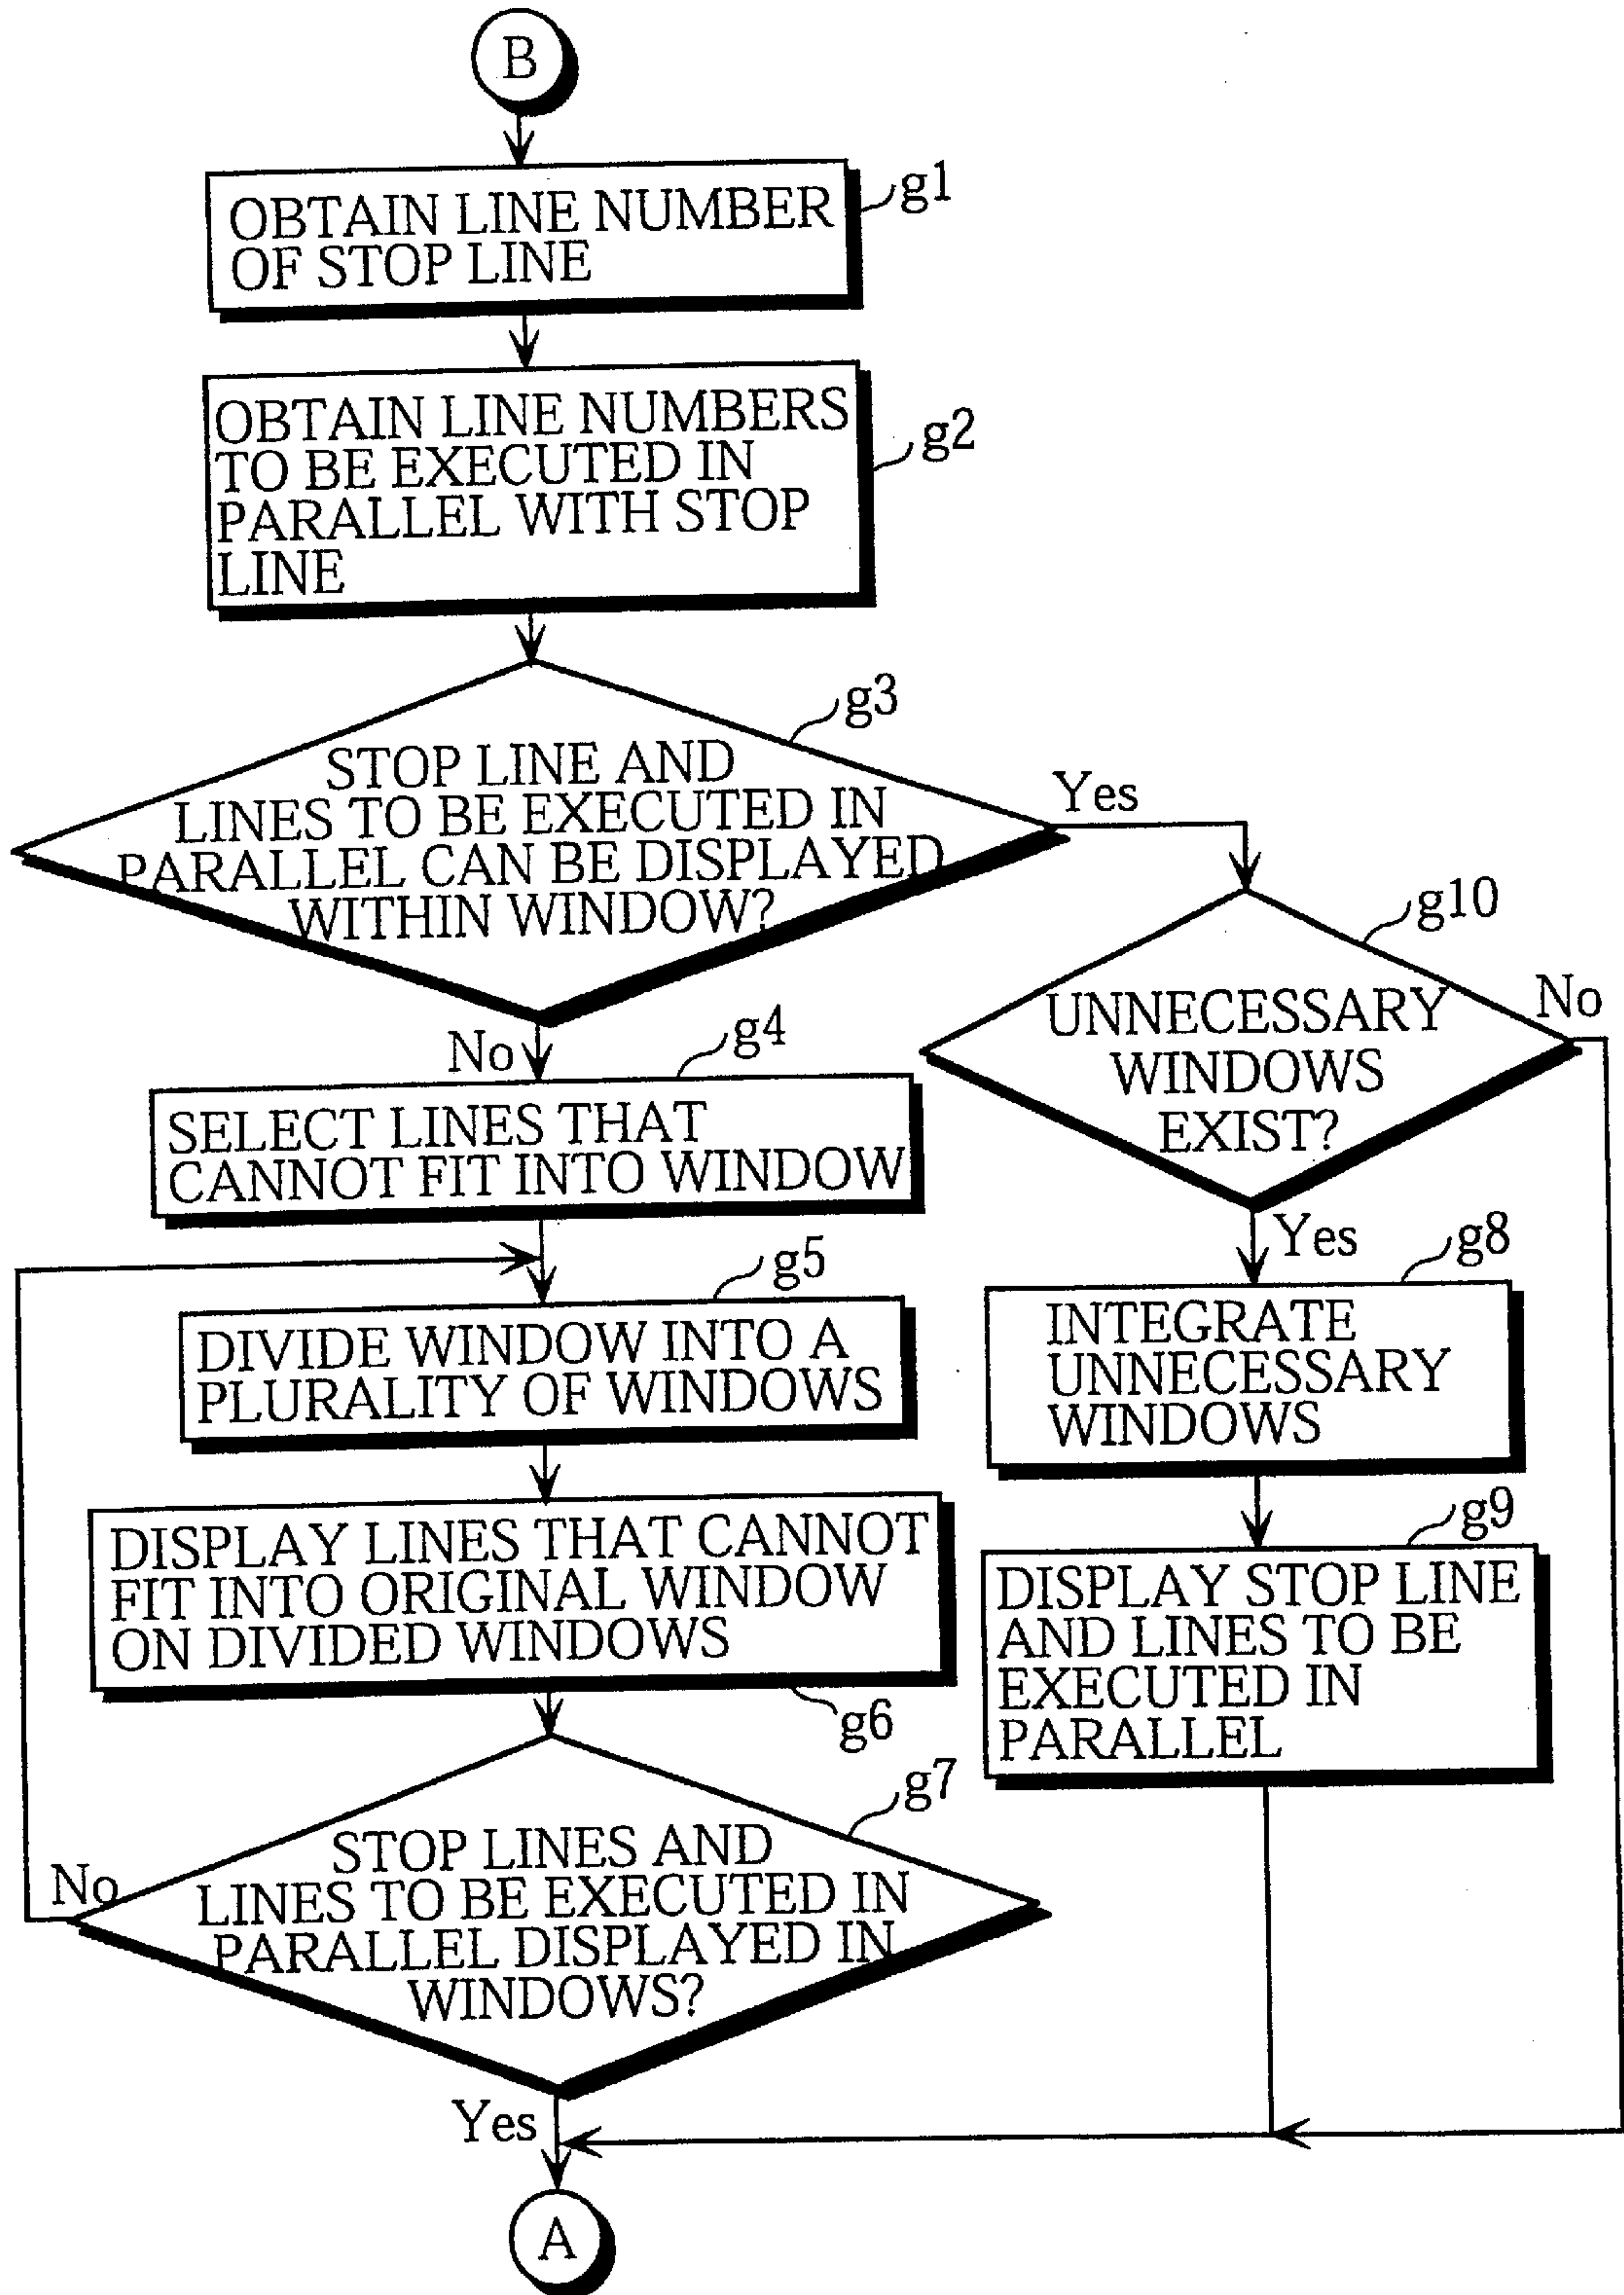 B
g1
OBTAIN LINE NUMBER
OF STOP LINE
g2
OBTAIN LINE NUMBERS
TO BE EXECUTED IN
PARALLEL WITH STOP
LINE
g3
STOP LINE AND
LINES TO BE EXECUTED IN
PARALLEL CAN BE DISPLAYED
WITHIN WINDOW?
Yes
No
g4
SELECT LINES THAT
CANNOT FIT INTO WINDOW
g5
DIVIDE WINDOW INTO A
PLURALITY OF WINDOWS
DISPLAY LINES THAT CANNOT
FIT INTO ORIGINAL WINDOW
ON DIVIDED WINDOWS
g6
g7
STOP LINES AND
LINES TO BE EXECUTED IN
PARALLEL DISPLAYED IN
WINDOWS?
No
Yes
g10
UNNECESSARY
WINDOWS
EXIST?
No
Yes
g8
INTEGRATE
UNNECESSARY
WINDOWS
g9
DISPLAY STOP LINE
AND LINES TO BE
EXECUTED IN
PARALLEL
A